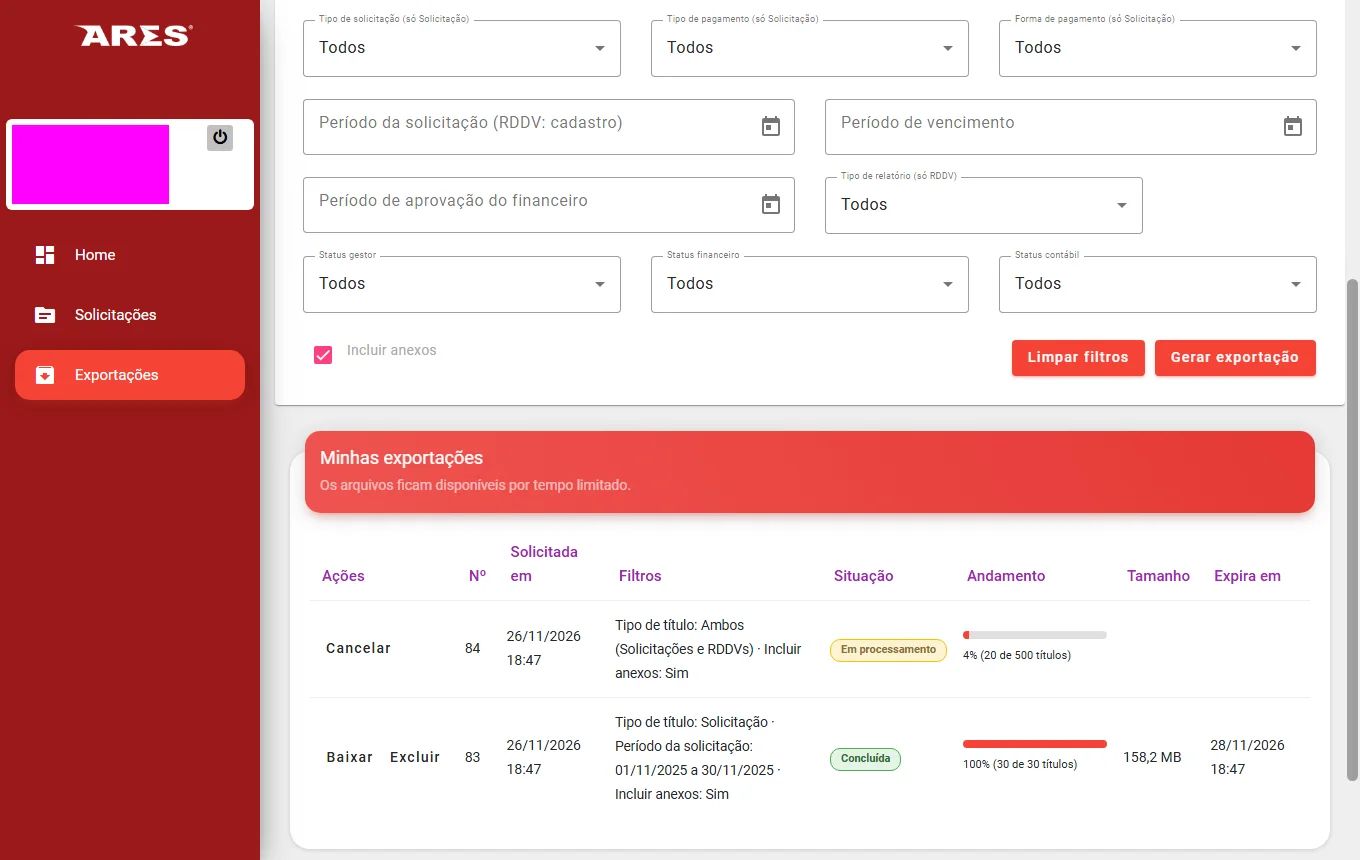 ARES
Home
Solicitações
Exportações
Tipo de solicitação (só Solicitação)
Todos
Tipo de pagamento (só Solicitação)
Todos
Forma de pagamento (só Solicitação)
Todos
Período da solicitação (RDDV: cadastro)
Período de vencimento
Período de aprovação do financeiro
Tipo de relatório (só RDDV)
Todos
Status gestor
Todos
Status financeiro
Todos
Status contábil
Todos
Incluir anexos
Limpar filtros
Gerar exportação
Minhas exportações
Os arquivos ficam disponíveis por tempo limitado.
Ações
Nº
Solicitada
em
Filtros
Situação
Andamento
Tamanho
Expira em
Cancelar
84
26/11/2026
18:47
Tipo de título: Ambos
(Solicitações e RDDVs) · Incluir
anexos: Sim
Em processamento
4% (20 de 500 títulos)
Baixar
Excluir
83
26/11/2026
18:47
Tipo de título: Solicitação ·
Período da solicitação:
01/11/2025 a 30/11/2025 ·
Incluir anexos: Sim
Concluída
100% (30 de 30 títulos)
158,2 MB
28/11/2026
18:47